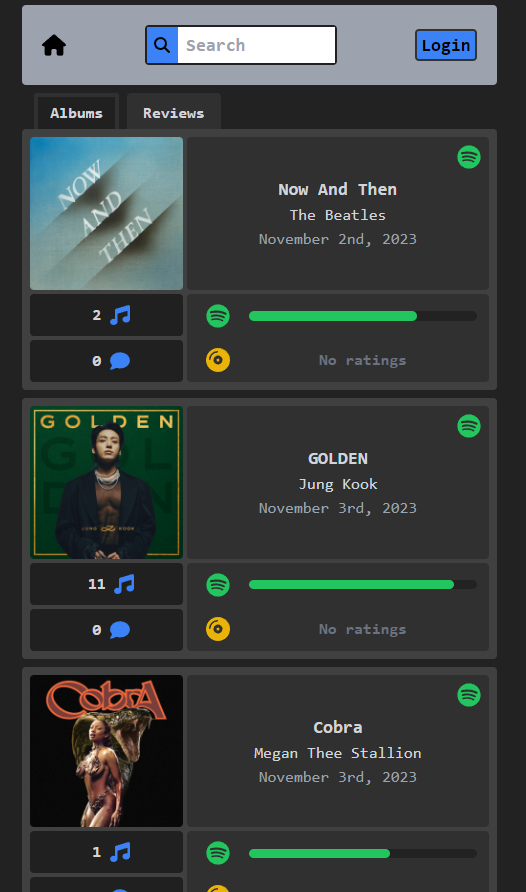 Search
Login
Albums
Reviews
NOW
AND
THEN
Now And Then
The Beatles
November 2nd, 2023
2
0
No ratings
GOLDEN
JUNG KOOK
GOLDEN
Jung Kook
November 3rd, 2023
11
0
No ratings
CobrA
Cobra
Megan Thee Stallion
November 3rd, 2023
1